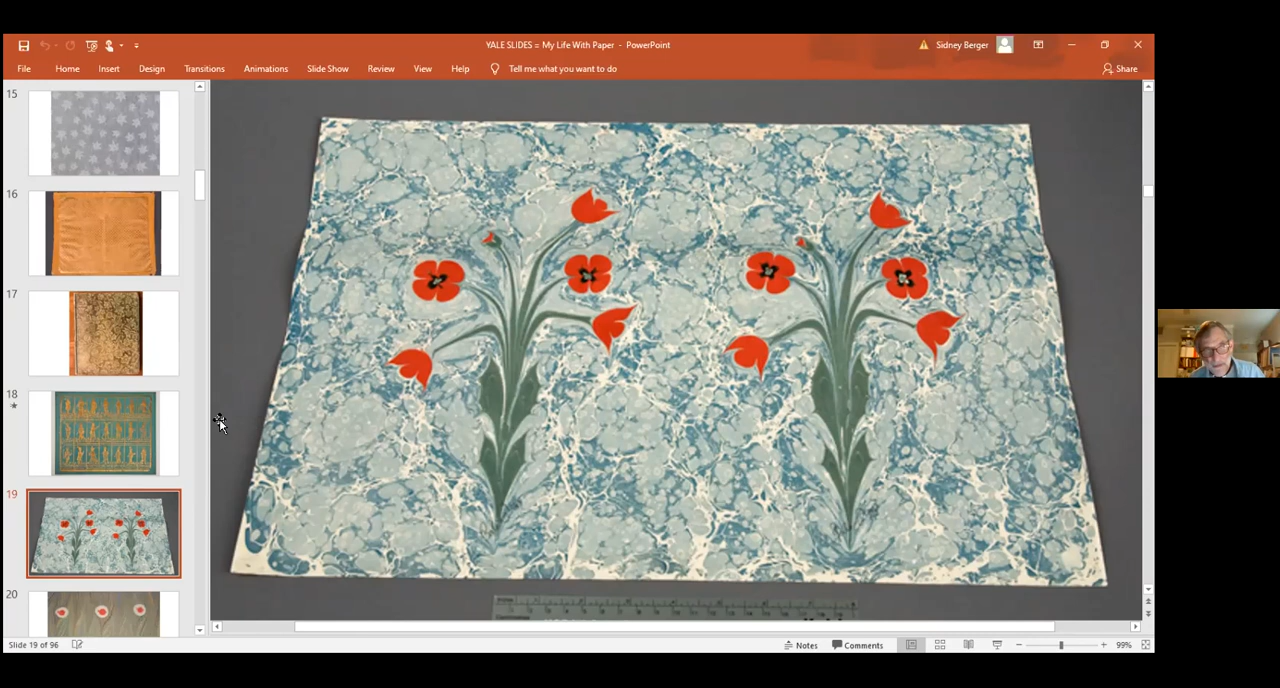 YALE SLIDES = My Life With Paper - PowerPoint
Sidney Berger
File Home Insert Design Transitions Animations Slide Show Review View Help Tell me what you want to do
Share
15
16
17
18
19
20
Slide 19 of 96
Notes Comments 99%